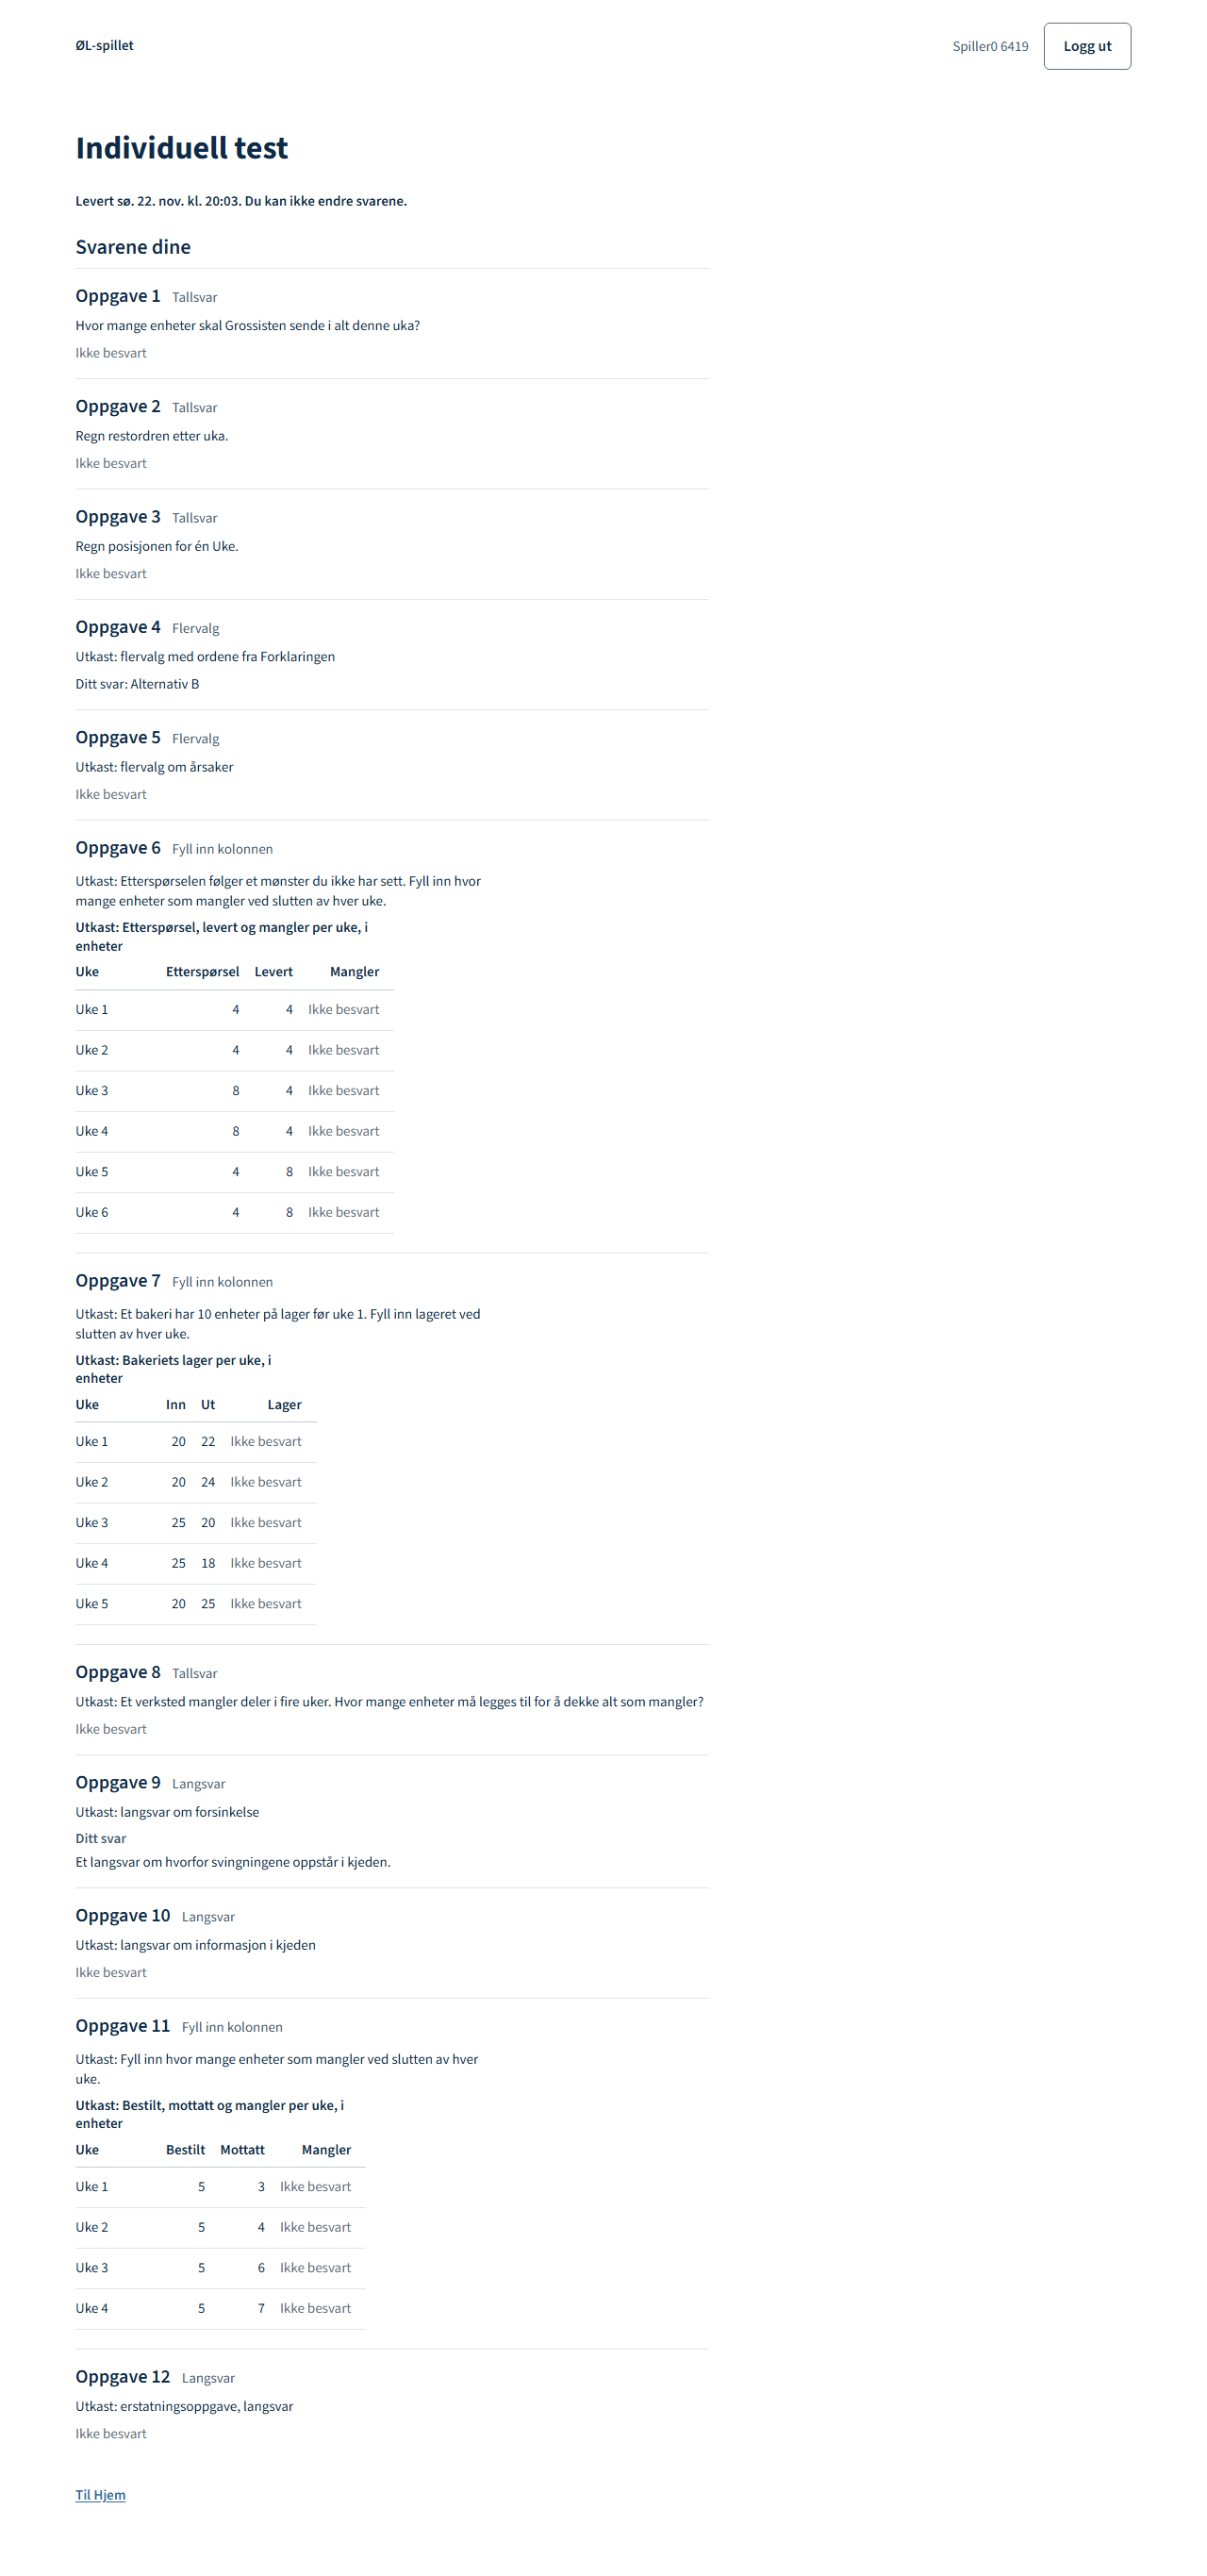 ØL-spillet
Spiller0 6419
Logg ut
Individuell test
Levert sø. 22. nov. kl. 20:03. Du kan ikke endre svarene.
Svarene dine
Oppgave 1 Tallsvar
Hvor mange enheter skal Grossisten sende i alt denne uka?
Ikke besvart
Oppgave 2 Tallsvar
Regn restordren etter uka.
Ikke besvart
Oppgave 3 Tallsvar
Regn posisjonen for én Uke.
Ikke besvart
Oppgave 4 Flervalg
Utkast: flervalg med ordene fra Forklaringen
Ditt svar: Alternativ B
Oppgave 5 Flervalg
Utkast: flervalg om årsaker
Ikke besvart
Oppgave 6 Fyll inn kolonnen
Utkast: Etterspørselen følger et mønster du ikke har sett. Fyll inn hvor
mange enheter som mangler ved slutten av hver uke.
Utkast: Etterspørsel, levert og mangler per uke, i
enheter
Uke Etterspørsel Levert Mangler
Uke 1 4 4 Ikke besvart
Uke 2 4 4 Ikke besvart
Uke 3 8 4 Ikke besvart
Uke 4 8 4 Ikke besvart
Uke 5 4 8 Ikke besvart
Uke 6 4 8 Ikke besvart
Oppgave 7 Fyll inn kolonnen
Utkast: Et bakeri har 10 enheter på lager før uke 1. Fyll inn lageret ved
slutten av hver uke.
Utkast: Bakeriets lager per uke, i
enheter
Uke Inn Ut Lager
Uke 1 20 22 Ikke besvart
Uke 2 20 24 Ikke besvart
Uke 3 25 20 Ikke besvart
Uke 4 25 18 Ikke besvart
Uke 5 20 25 Ikke besvart
Oppgave 8 Tallsvar
Utkast: Et verksted mangler deler i fire uker. Hvor mange enheter må legges til for å dekke alt som mangler?
Ikke besvart
Oppgave 9 Langsvar
Utkast: langsvar om forsinkelse
Ditt svar
Et langsvar om hvorfor svingningene oppstår i kjeden.
Oppgave 10 Langsvar
Utkast: langsvar om informasjon i kjeden
Ikke besvart
Oppgave 11 Fyll inn kolonnen
Utkast: Fyll inn hvor mange enheter som mangler ved slutten av hver
uke.
Utkast: Bestilt, mottatt og mangler per uke, i
enheter
Uke Bestilt Mottatt Mangler
Uke 1 5 3 Ikke besvart
Uke 2 5 4 Ikke besvart
Uke 3 5 6 Ikke besvart
Uke 4 5 7 Ikke besvart
Oppgave 12 Langsvar
Utkast: erstatningsoppgave, langsvar
Ikke besvart
Til Hjem